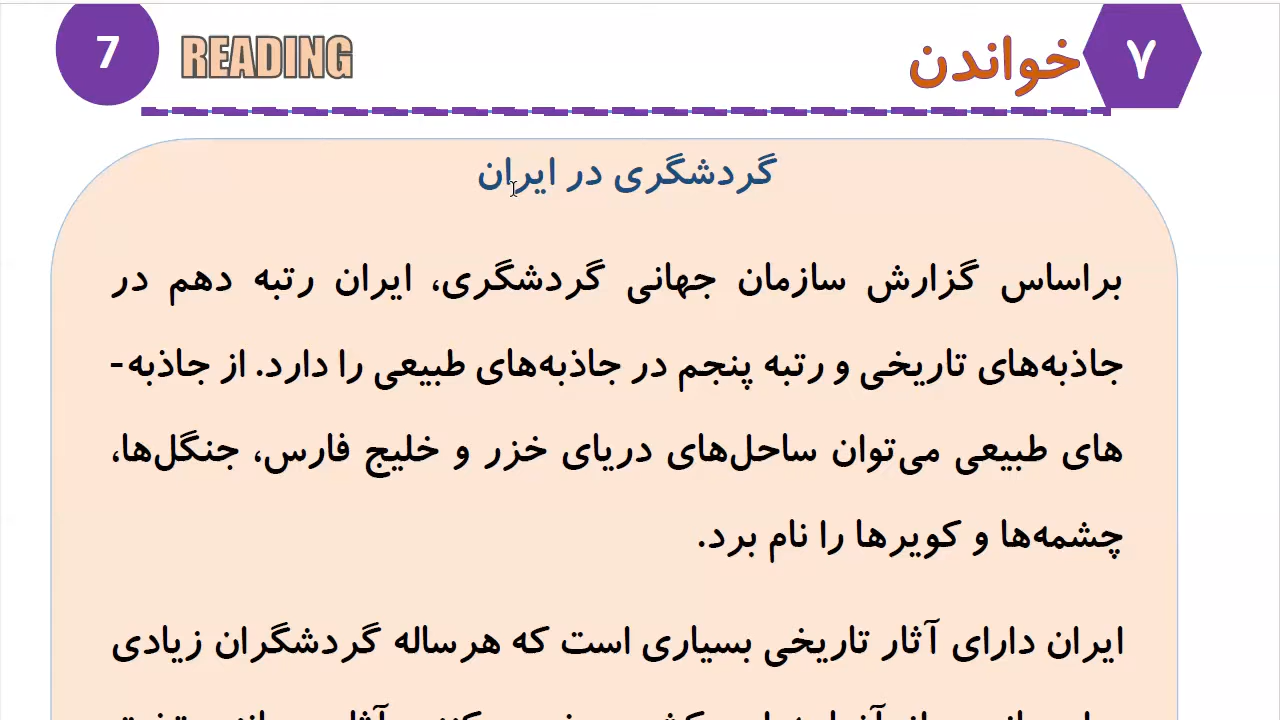 7
READING
خواندن
۷
گردشگری در ایران
براساس گزارش سازمان جهانی گردشگری، ایران رتبه دهم در
جاذبه‌های تاریخی و رتبه پنجم در جاذبه‌های طبیعی را دارد. از جاذبه-
های طبیعی می‌توان ساحل‌های دریای خزر و خلیج فارس، جنگل‌ها،
چشمه‌ها و کویرها را نام برد.
ایران دارای آثار تاریخی بسیاری است که هرساله گردشگران زیادی